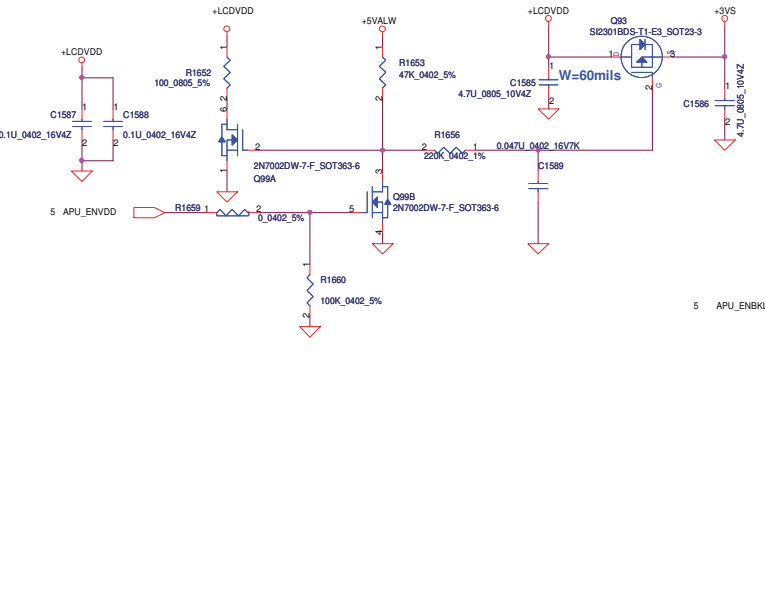 +LCDVDD
+5VALW
+LCDVDD
Q93
SI2301BDS-T1-E3_SOT23-3
+3VS
+LCDVDD
R1652
100_0805_5%
R1653
47K_0402_5%
C1585
4.7U_0805_10V4Z
W=60mils
C1586
4.7U_0805_10V4Z
C1587
0.1U_0402_16V4Z
C1588
0.1U_0402_16V4Z
2N7002DW-7-F_SOT363-6
Q99A
R1656
220K_0402_1%
0.047U_0402_16V7K
C1589
5 APU_ENVDD
R1659
0_0402_5%
Q99B
2N7002DW-7-F_SOT363-6
R1660
100K_0402_5%
5 APU_ENBKL